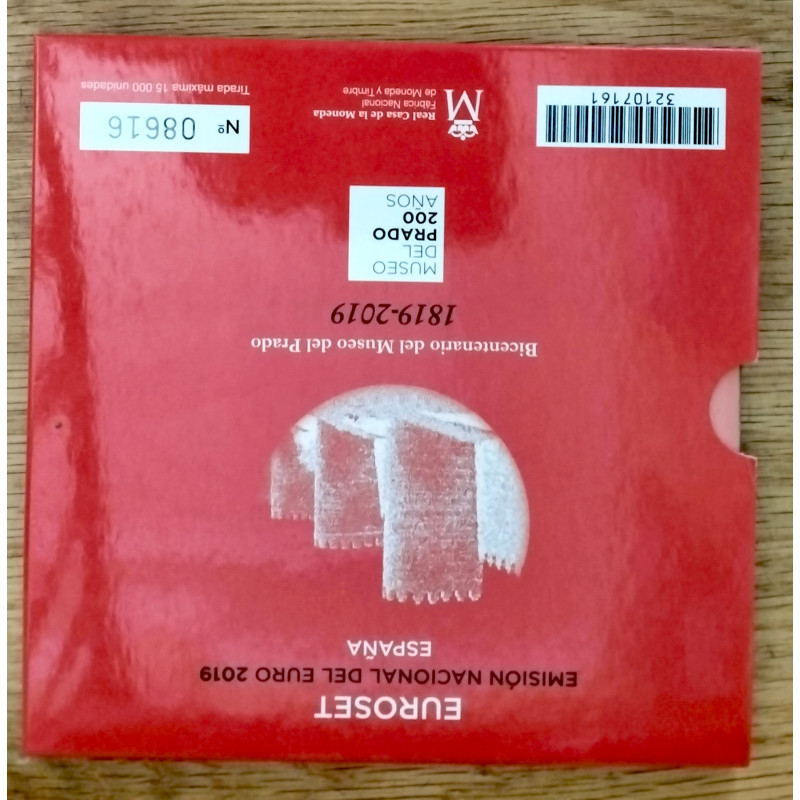 EUROSET
EMISIÓN NACIONAL DEL EURO 2019
ESPAÑA
Bicentenario del Museo del Prado
1819-2019
MUSEO
DEL
PRADO
200
AÑOS
32107161
M
Real Casa de la Moneda
Fábrica Nacional
de Moneda y Timbre
Nº 08616
Tirada máxima 15 000 unidades